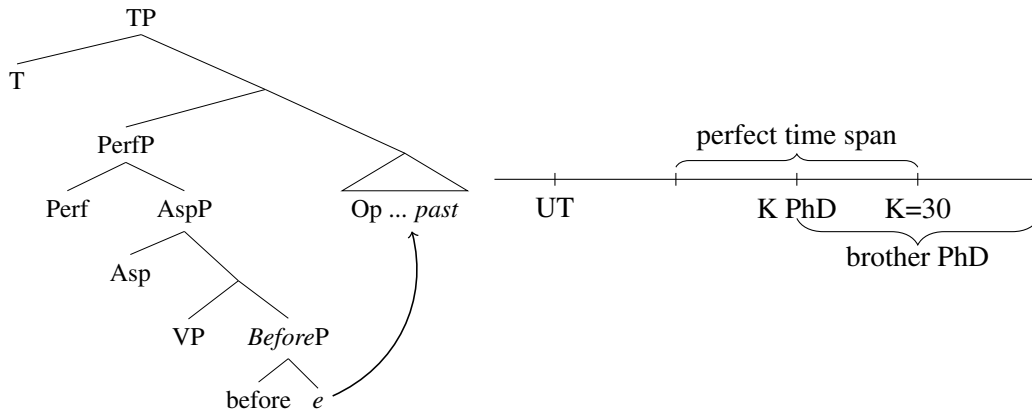 TP
T
PerfP
Perf AspP
Op ... past
Asp
VP BeforeP
before e
perfect time span
UT K PhD K=30
brother PhD